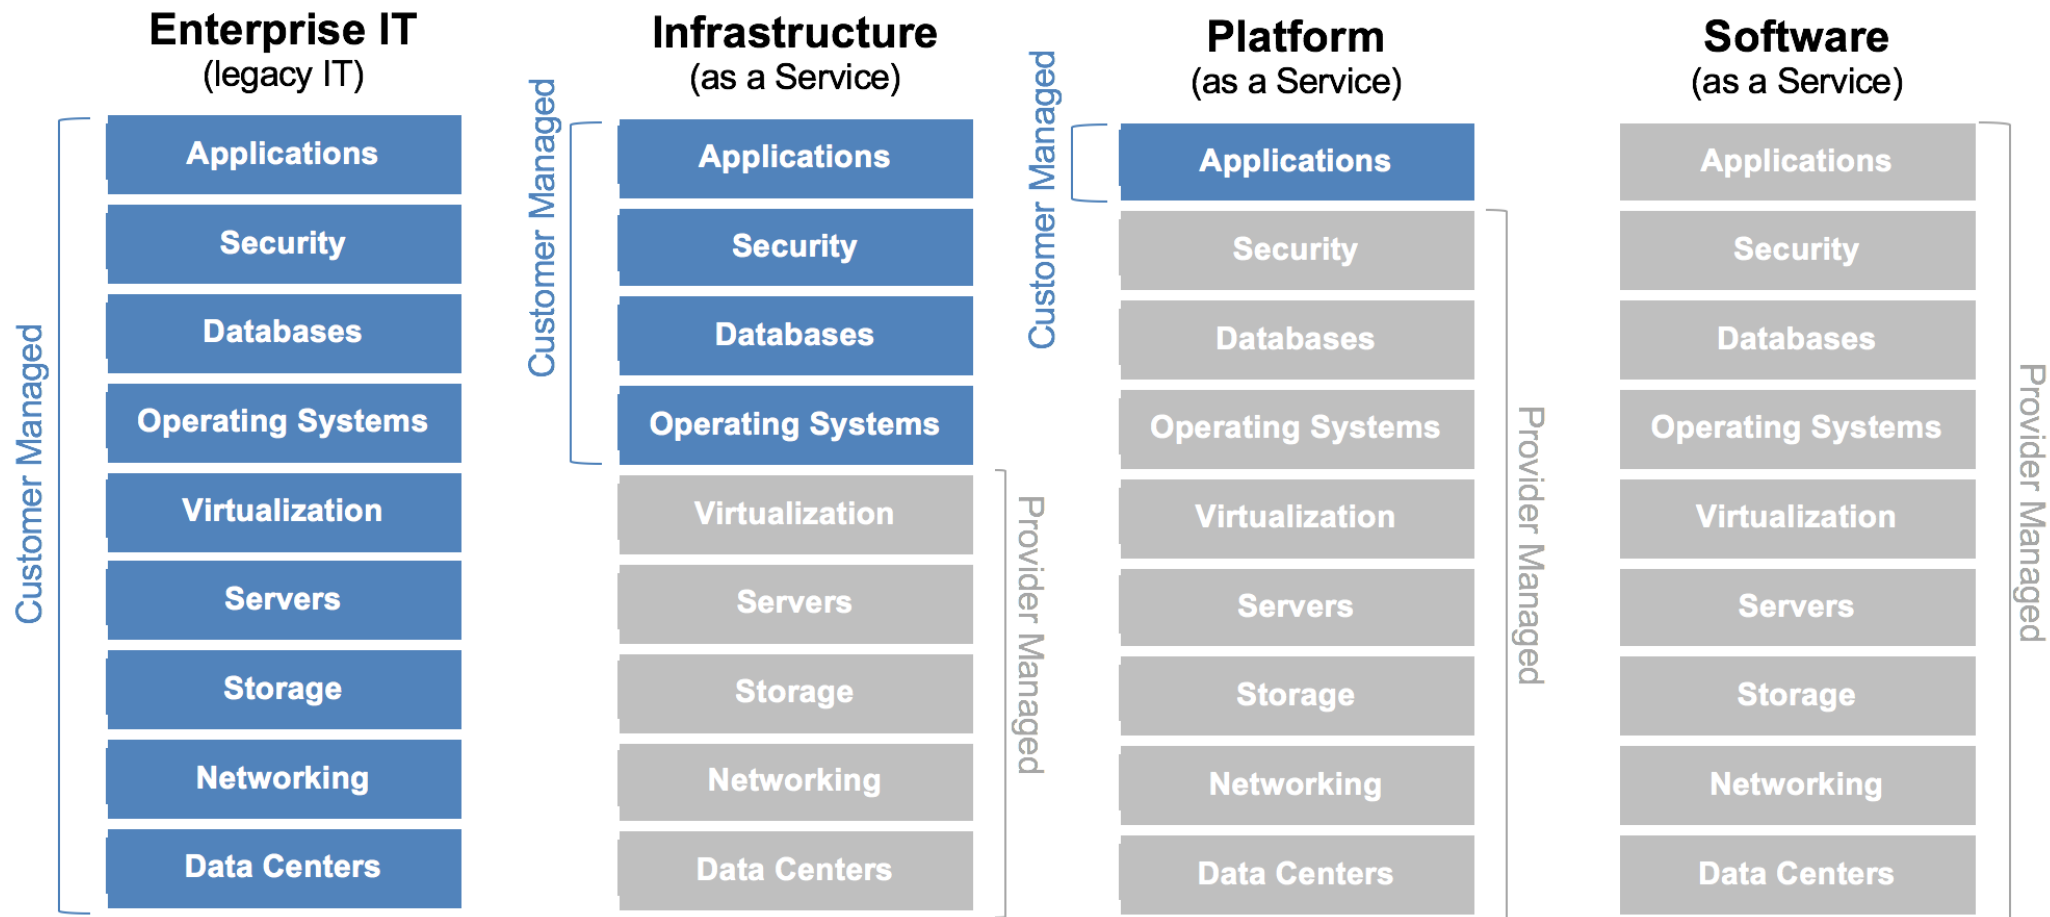 Enterprise IT
(legacy IT)
Customer Managed
Applications
Security
Databases
Operating Systems
Virtualization
Servers
Storage
Networking
Data Centers
Infrastructure
(as a Service)
Customer Managed
Applications
Security
Databases
Operating Systems
Virtualization
Servers
Storage
Networking
Data Centers
Provider Managed
Platform
(as a Service)
Customer Managed
Applications
Security
Databases
Operating Systems
Virtualization
Servers
Storage
Networking
Data Centers
Provider Managed
Software
(as a Service)
Applications
Security
Databases
Operating Systems
Virtualization
Servers
Storage
Networking
Data Centers
Provider Managed